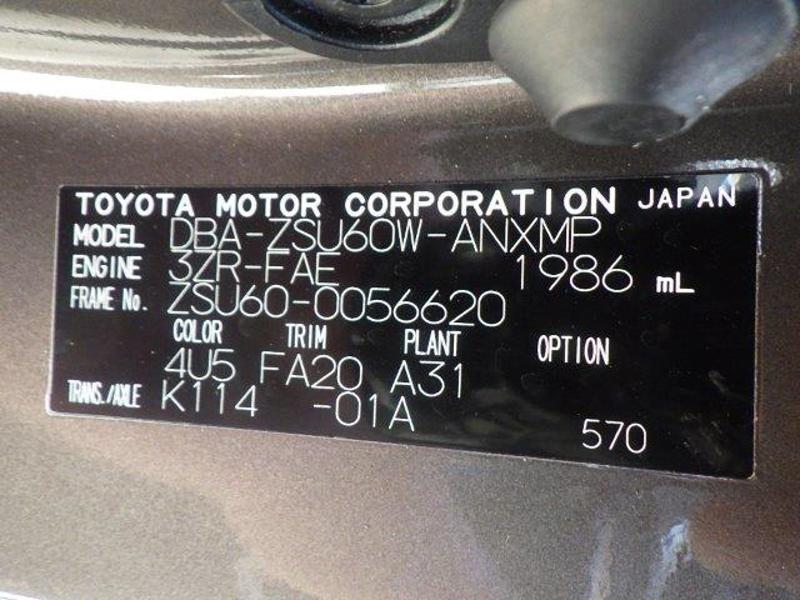 TOYOTA MOTOR CORPORATION JAPAN
MODEL DBA-ZSU60W-ANXMP
ENGINE 3ZR-FAE 1986 mL
FRAME No. ZSU60-0056620
COLOR TRIM PLANT OPTION
4U5 FA20 A31
TRANS./AXLE K114 -01A
570